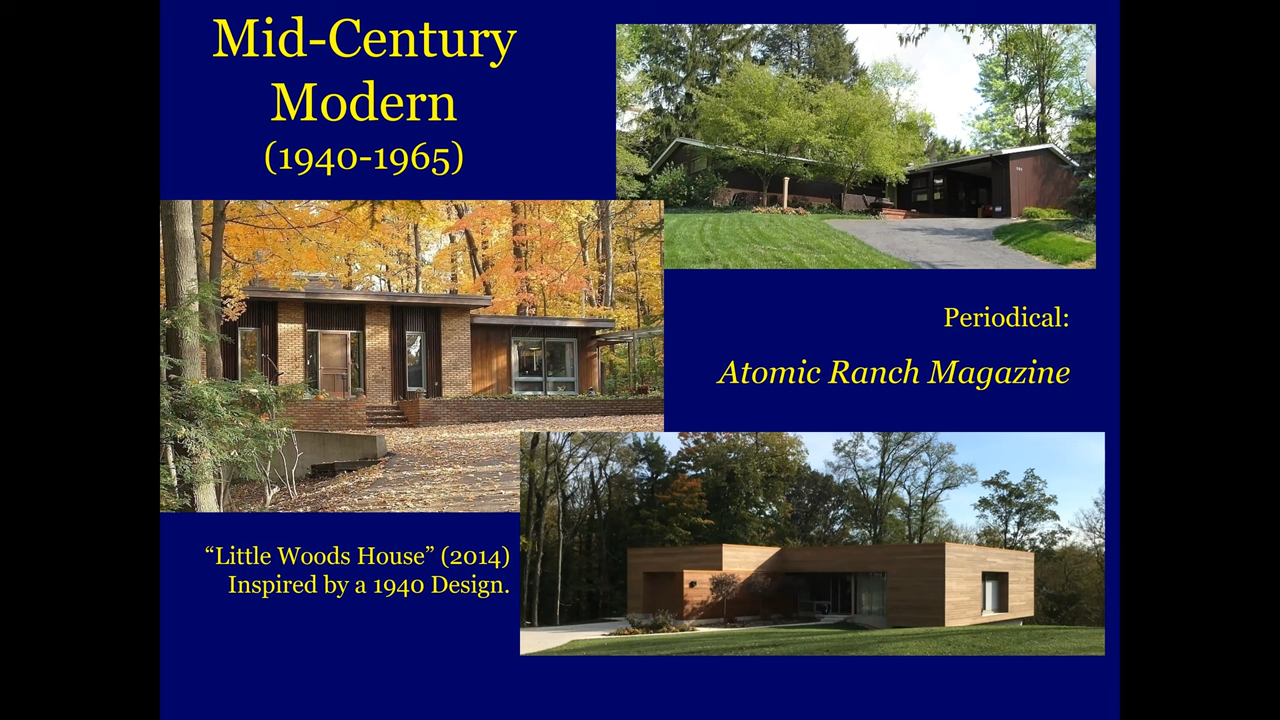 Mid-Century
Modern
(1940-1965)
Periodical:
Atomic Ranch Magazine
“Little Woods House” (2014)
Inspired by a 1940 Design.